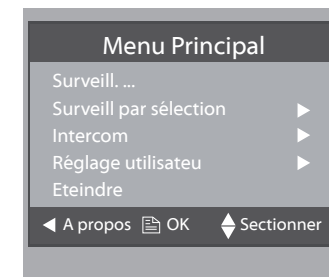 Menu Principal
Surveill. ...
Surveill par sélection
Intercom
Réglage utilisateu
Eteindre
A propos OK Sectionner